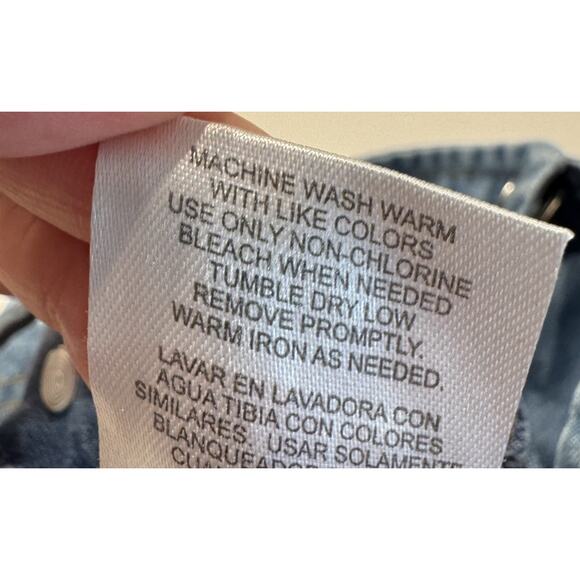 MACHINE WASH WARM
WITH LIKE COLORS
USE ONLY NON-CHLORINE
BLEACH WHEN NEEDED
TUMBLE DRY LOW
REMOVE PROMPTLY.
WARM IRON AS NEEDED.
LAVAR EN LAVADORA CON
AGUA TIBIA CON COLORES
SIMILARES. USAR SOLAMENTE
BLANQUEADOR